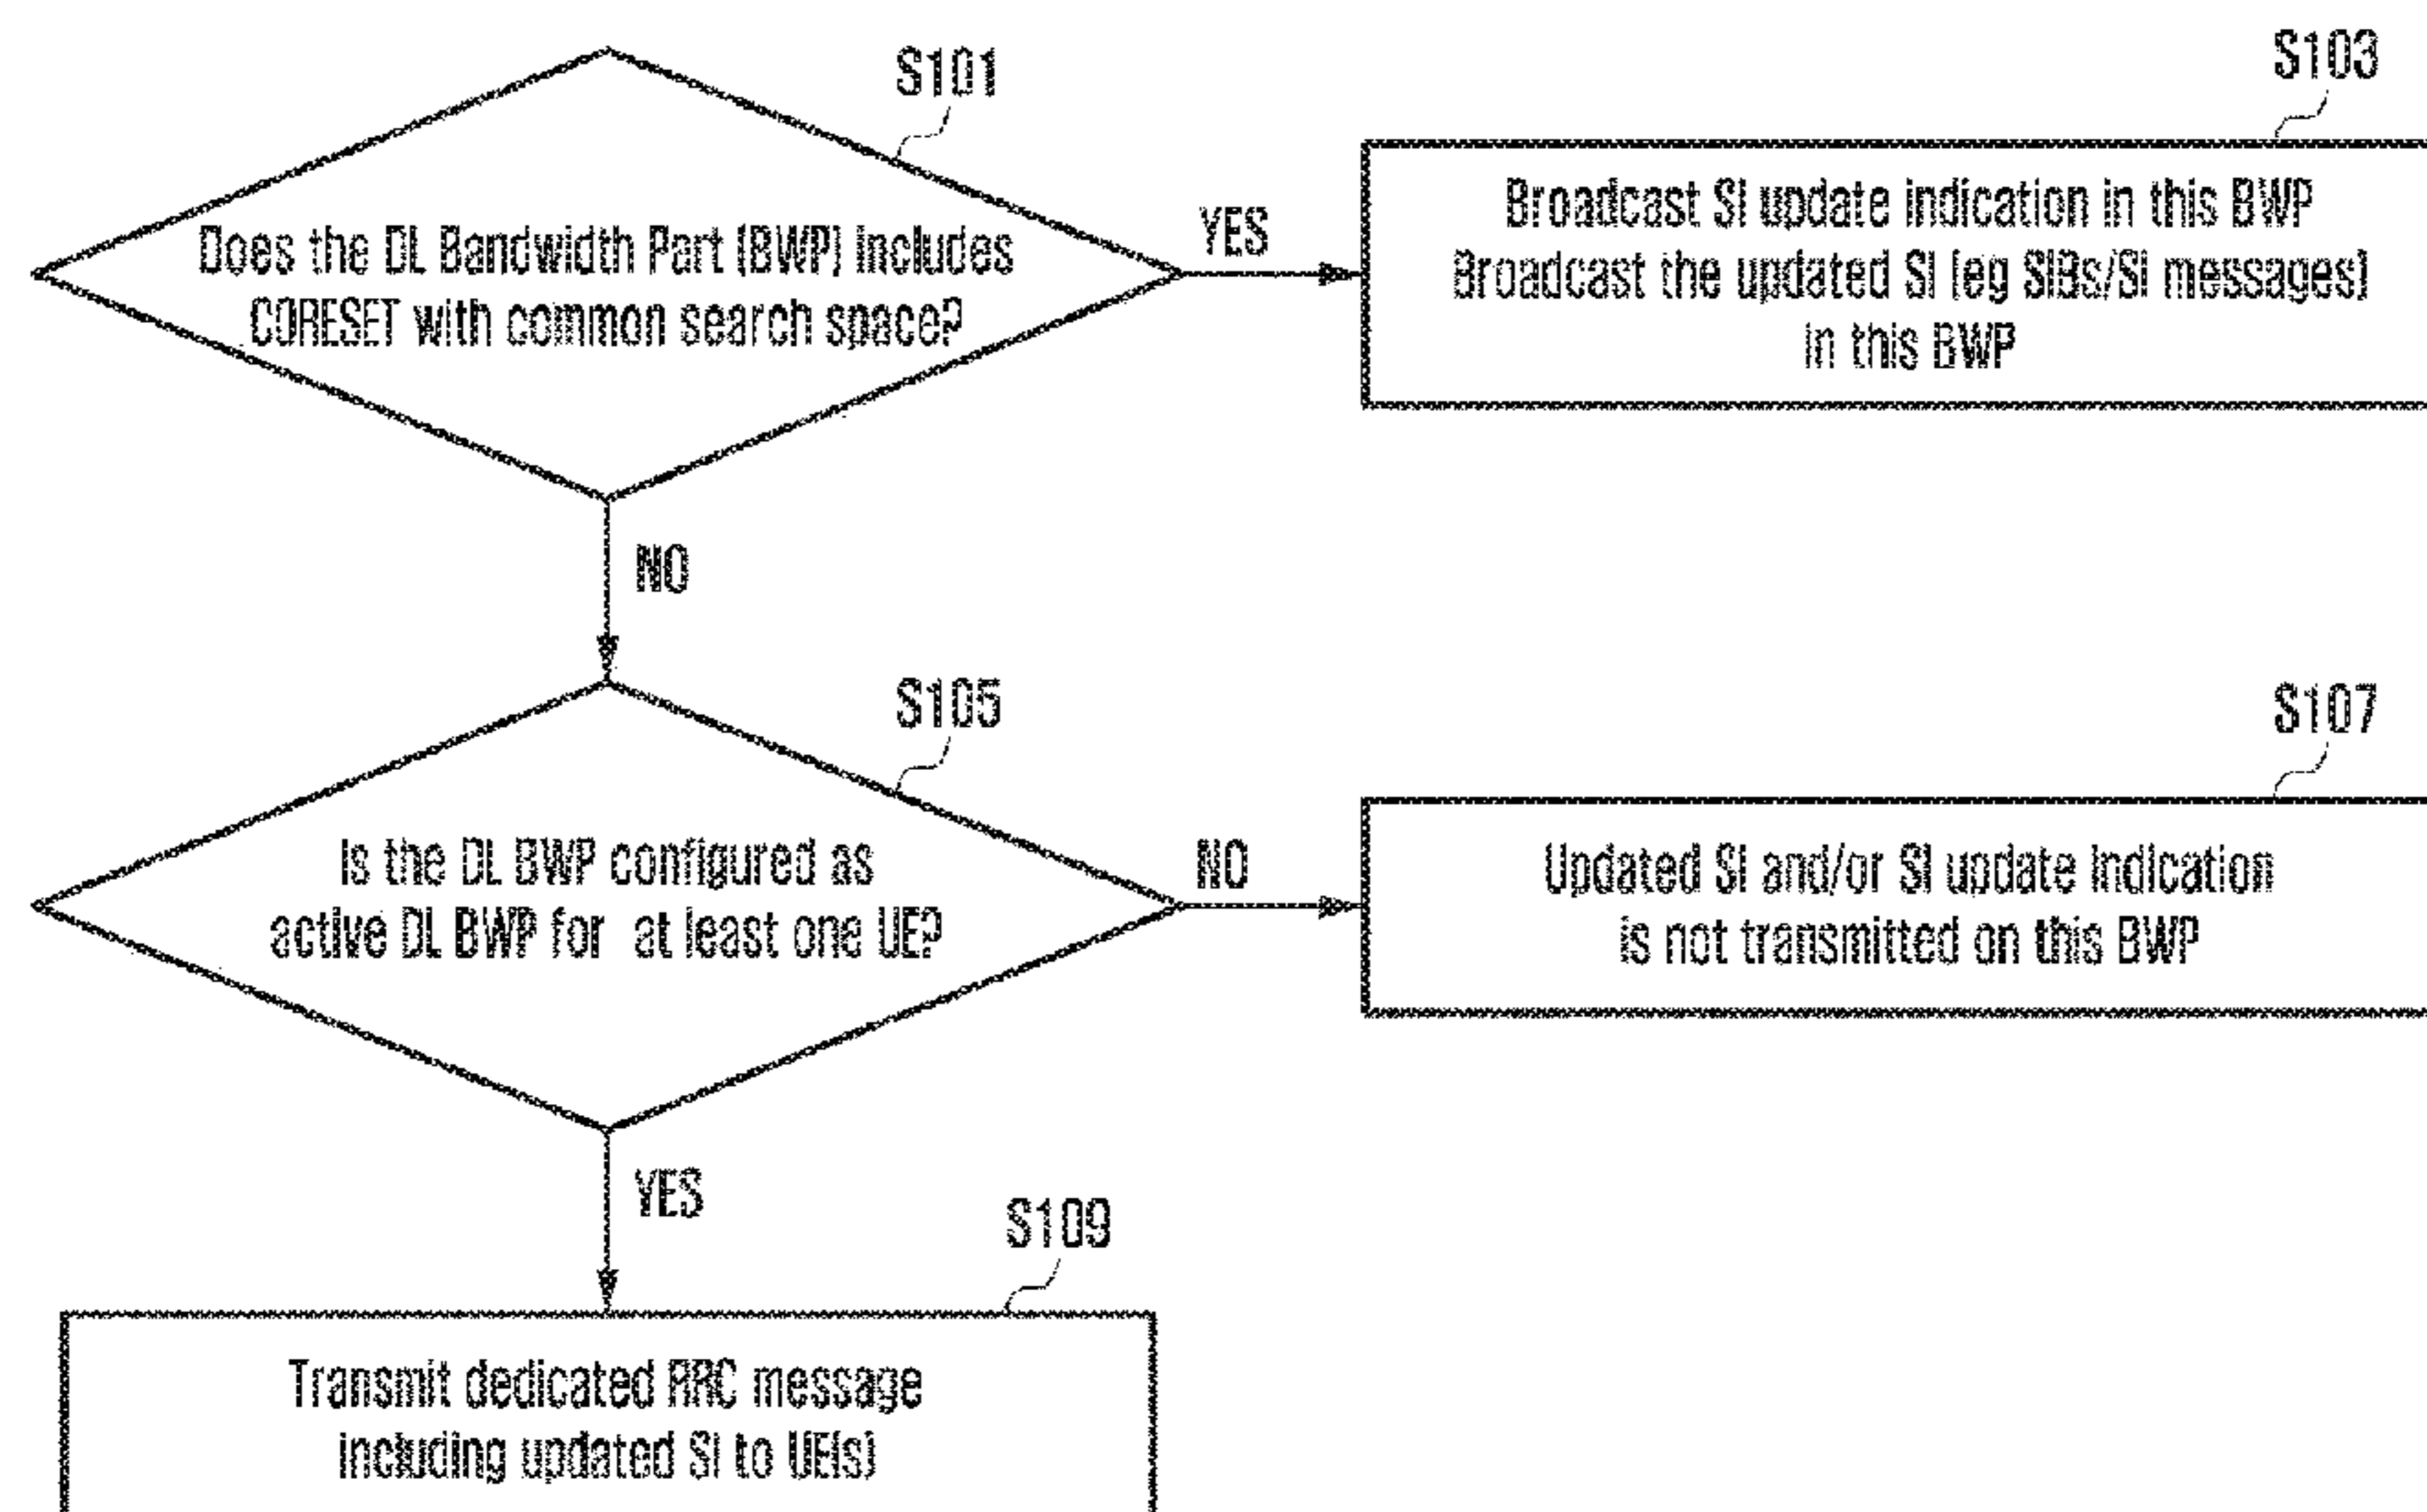 S101
Does the DL Bandwidth Part (BWP) includes
CORESET with common search space?
YES
S103
Broadcast SI update indication in this BWP
Broadcast the updated SI (eg SIBs/SI messages)
in this BWP
NO
S105
Is the DL BWP configured as
active DL BWP for at least one UE?
NO
S107
Updated SI and/or SI update indication
is not transmitted on this BWP
YES
S109
Transmit dedicated RRC message
including updated SI to UE(s)